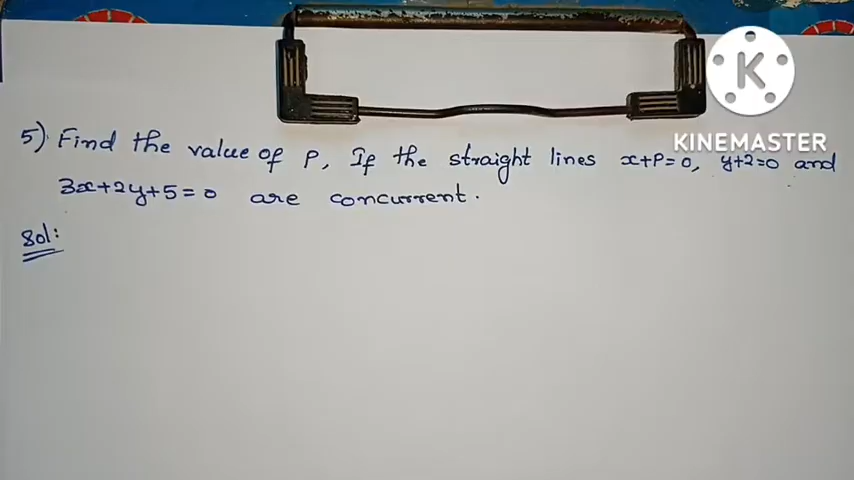 K
KINEMASTER
5) Find the value of P, If the straight lines x+P=0, y+2=0 and
3x+2y+5=0 are concurrent.
Sol: